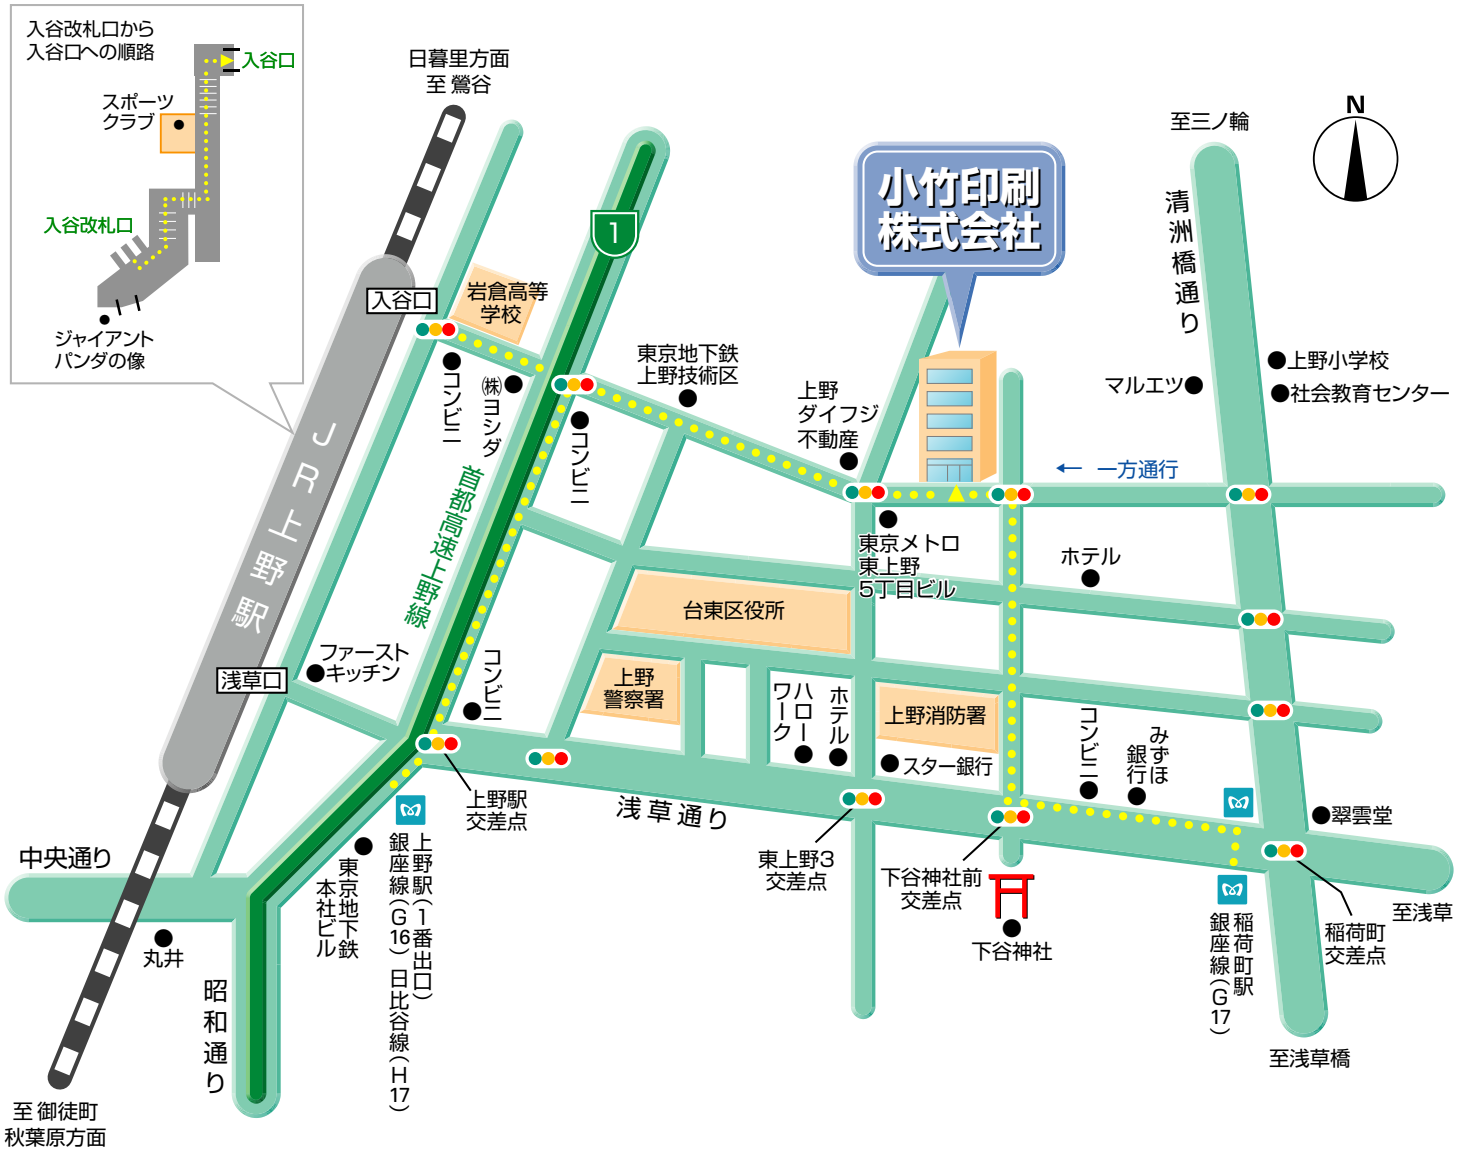 入谷改札口から
入谷口への順路
入谷口
スポーツ
クラブ
入谷改札口
ジャイアント
パンダの像
日暮里方面
至 鶯谷
入谷口
岩倉高等
学校
コンビニ
㈱ヨシダ
1
コンビニ
東京地下鉄
上野技術区
小竹印刷
株式会社
上野
ダイフジ
不動産
至三ノ輪
N
清洲橋通り
マルエツ
上野小学校
社会教育センター
← 一方通行
JR上野駅
首都高速上野線
東京メトロ
東上野
5丁目ビル
ホテル
台東区役所
浅草口
ファースト
キッチン
コンビニ
上野
警察署
ハロー
ワーク
ホテル
上野消防署
スター銀行
コンビニ
みずほ
銀行
上野駅
交差点
浅草通り
東上野3
交差点
下谷神社前
交差点
下谷神社
翠雲堂
稲荷町
交差点
至浅草
稲荷町駅
銀座線(G17)
至浅草橋
中央通り
丸井
東京地下鉄
本社ビル
上野駅(1番出口)
銀座線(G16) 日比谷線(H17)
昭和通り
至 御徒町
秋葉原方面